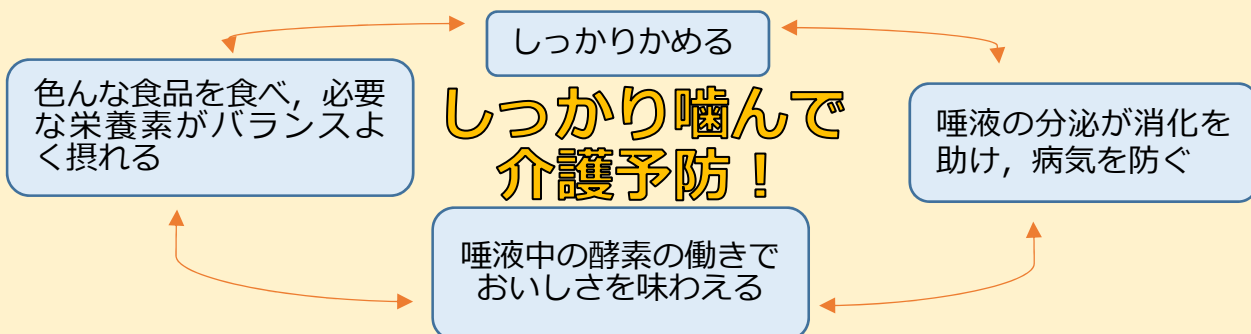 しっかりかめる
色んな食品を食べ，必要
な栄養素がバランスよ
く摂れる
しっかり噛んで
介護予防！
唾液の分泌が消化を
助け，病気を防ぐ
唾液中の酵素の働きで
おいしさを味わえる